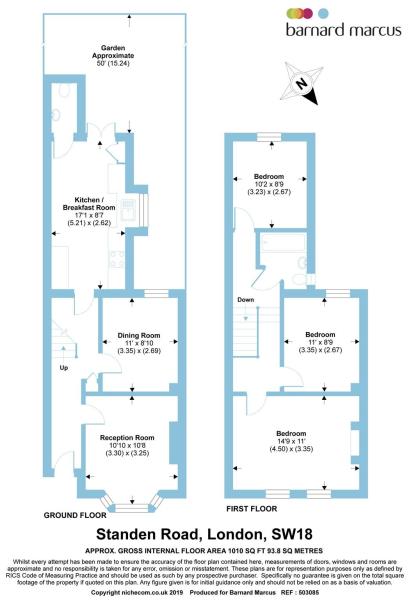 barnard marcus
Garden
Approximate
50' (15.24)
N
Kitchen /
Breakfast Room
17'1 x 8'7
(5.21) x (2.62)
Bedroom
10'2 x 8'9
(3.23) x (2.67)
Down
Dining Room
11' x 8'10
(3.35) x (2.69)
Bedroom
11' x 8'9
(3.35) x (2.67)
Up
Reception Room
10'10 x 10'8
(3.30) x (3.25)
Bedroom
14'9 x 11'
(4.50) x (3.35)
GROUND FLOOR
FIRST FLOOR
Standen Road, London, SW18
APPROX. GROSS INTERNAL FLOOR AREA 1010 SQ FT 93.8 SQ METRES
Whilst every attempt has been made to ensure the accuracy of the floor plan contained here, measurements of doors, windows and rooms are
approximate and no responsibility is taken for any error, omission or misstatement. These plans are for representation purposes only as defined by
RICS Code of Measuring Practice and should be used as such by any prospective purchaser. Specifically no guarantee is given on the total square
footage of the property if quoted on this plan. Any figure given is for initial guidance only and should not be relied on as a basis of valuation.
Copyright nichecom.co.uk 2019 Produced for Barnard Marcus REF : 503085